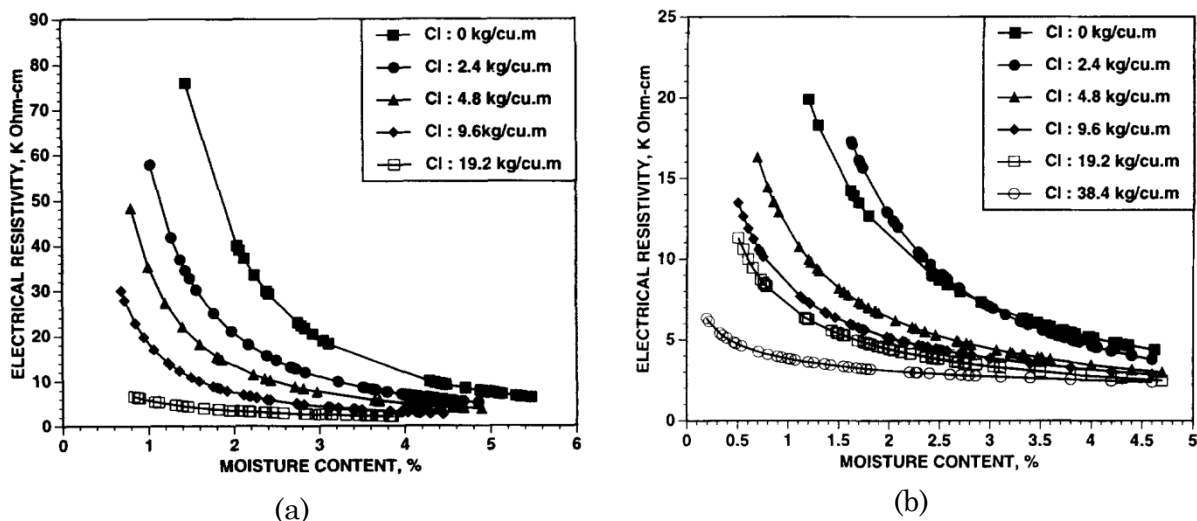 90
80
70
60
50
40
30
20
10
0
0 1 2 3 4 5 6
ELECTRICAL RESISTIVITY, K Ohm-cm
MOISTURE CONTENT, %
Cl : 0 kg/cu.m
Cl : 2.4 kg/cu.m
Cl : 4.8 kg/cu.m
Cl : 9.6kg/cu.m
Cl : 19.2 kg/cu.m
(a)
25
20
15
10
5
0
0 0.5 1 1.5 2 2.5 3 3.5 4 4.5 5
ELECTRICAL RESISTIVITY, K Ohm-cm
MOISTURE CONTENT, %
Cl : 0 kg/cu.m
Cl : 2.4 kg/cu.m
Cl : 4.8 kg/cu.m
Cl : 9.6 kg/cu.m
Cl : 19.2 kg/cu.m
Cl : 38.4 kg/cu.m
(b)